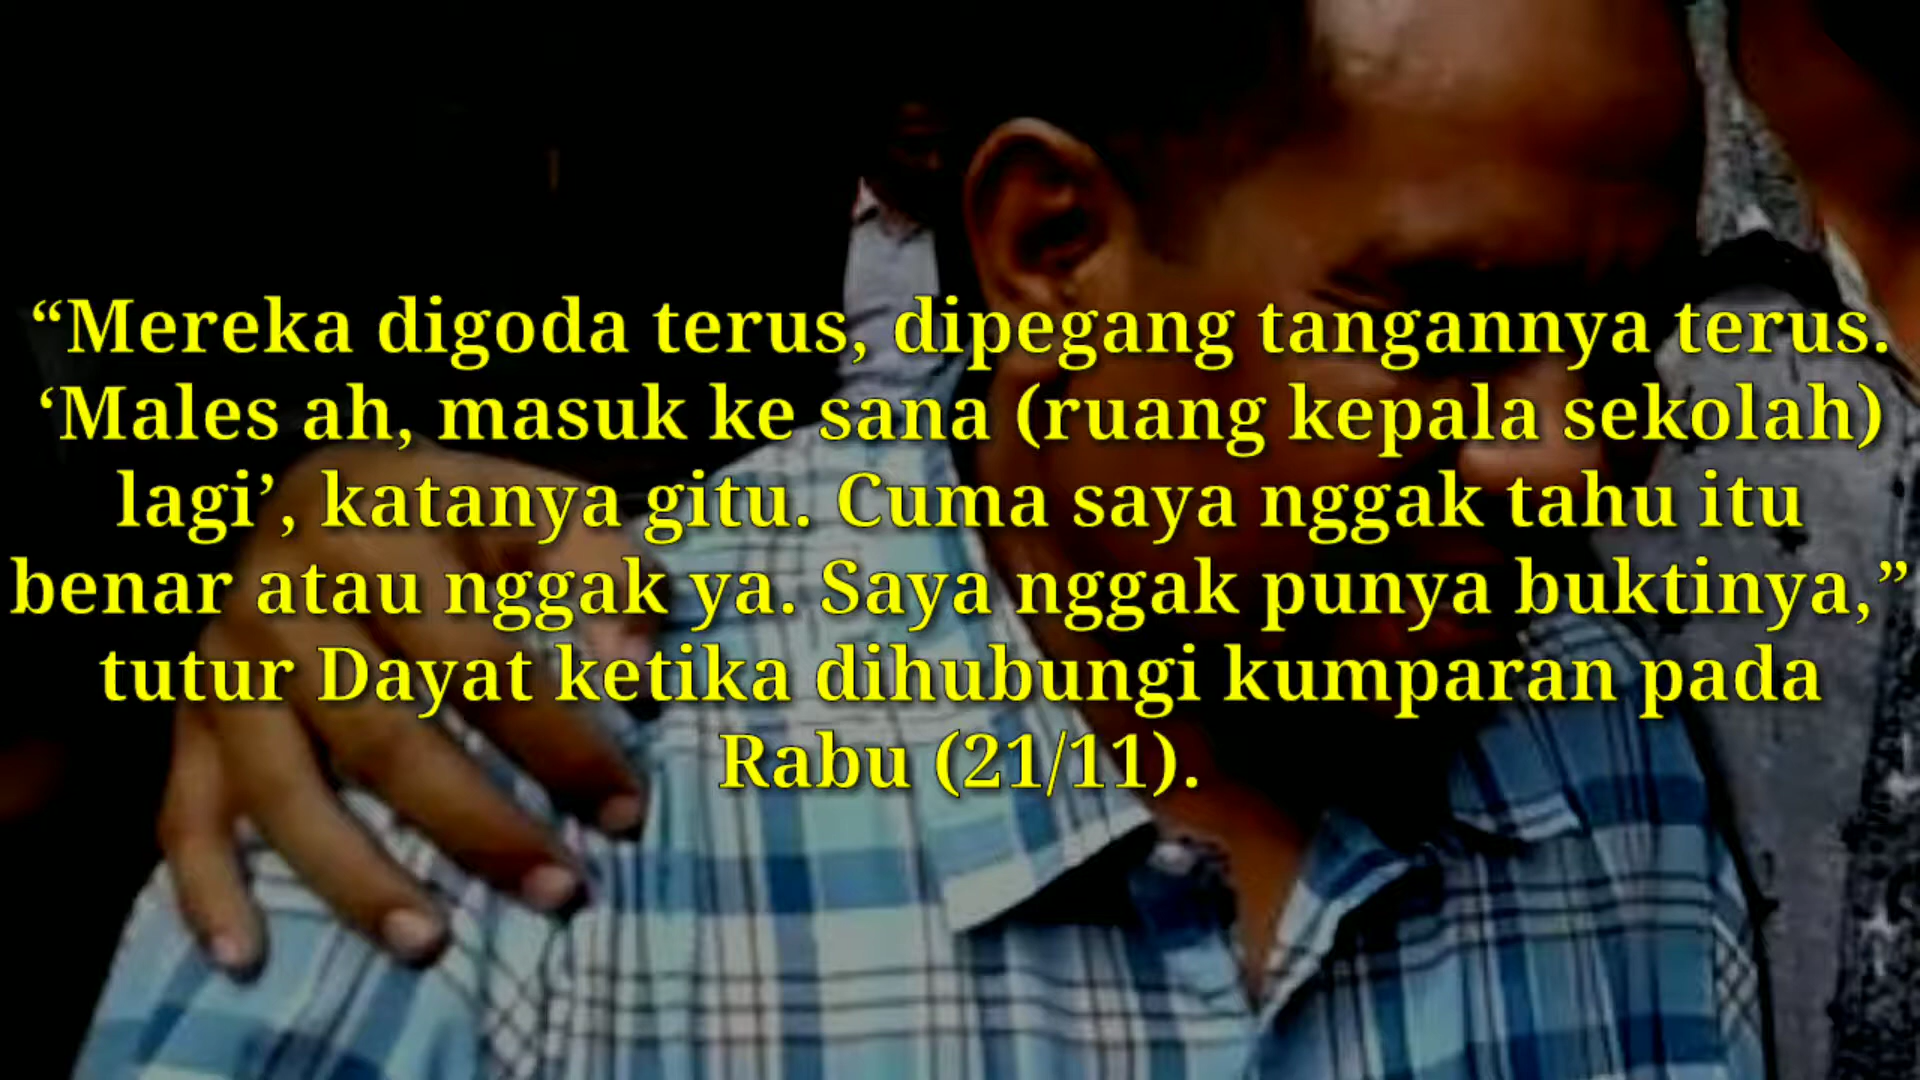 “Mereka digoda terus, dipegang tangannya terus.
‘Males ah, masuk ke sana (ruang kepala sekolah)
lagi’, katanya gitu. Cuma saya nggak tahu itu
benar atau nggak ya. Saya nggak punya buktinya,”
tutur Dayat ketika dihubungi kumparan pada
Rabu (21/11).